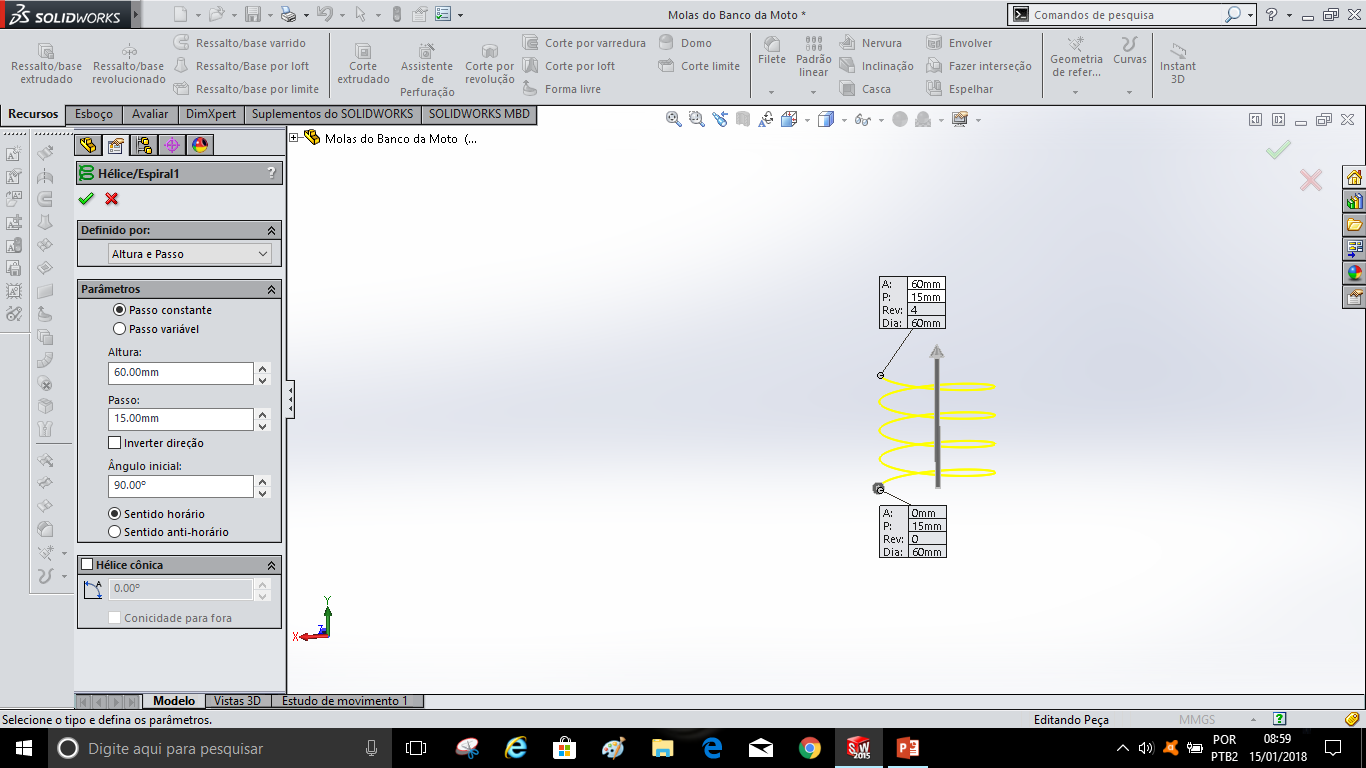 SOLIDWORKS
Molas do Banco da Moto *
Comandos de pesquisa
Ressalto/base extrudado
Ressalto/base revolucionado
Ressalto/base varrido
Ressalto/base por loft
Ressalto/base por limite
Corte extrudado
Assistente de Perfuração
Corte por revolução
Corte por varredura
Corte por loft
Forma livre
Domo
Corte limite
Filete
Padrão linear
Nervura
Inclinação
Casca
Envolver
Fazer interseção
Espelhar
Geometria de refer...
Curvas
Instant 3D
Recursos
Esboço
Avaliar
DimXpert
Suplementos do SOLIDWORKS
SOLIDWORKS MBD
Molas do Banco da Moto (...
Hélice/Espiral1
?
Definido por:
Altura e Passo
Parâmetros
Passo constante
Passo variável
Altura:
60.00mm
Passo:
15.00mm
Inverter direção
Ângulo inicial:
90.00º
Sentido horário
Sentido anti-horário
Hélice cônica
0.00º
Conicidade para fora
A: 60mm
P: 15mm
Rev: 4
Dia: 60mm
A: 0mm
P: 15mm
Rev: 0
Dia: 60mm
Y
X
Z
Modelo
Vistas 3D
Estudo de movimento 1
Selecione o tipo e defina os parâmetros.
Editando Peça
MMGS
Digite aqui para pesquisar
SW
2015
POR
PTB2
08:59
15/01/2018